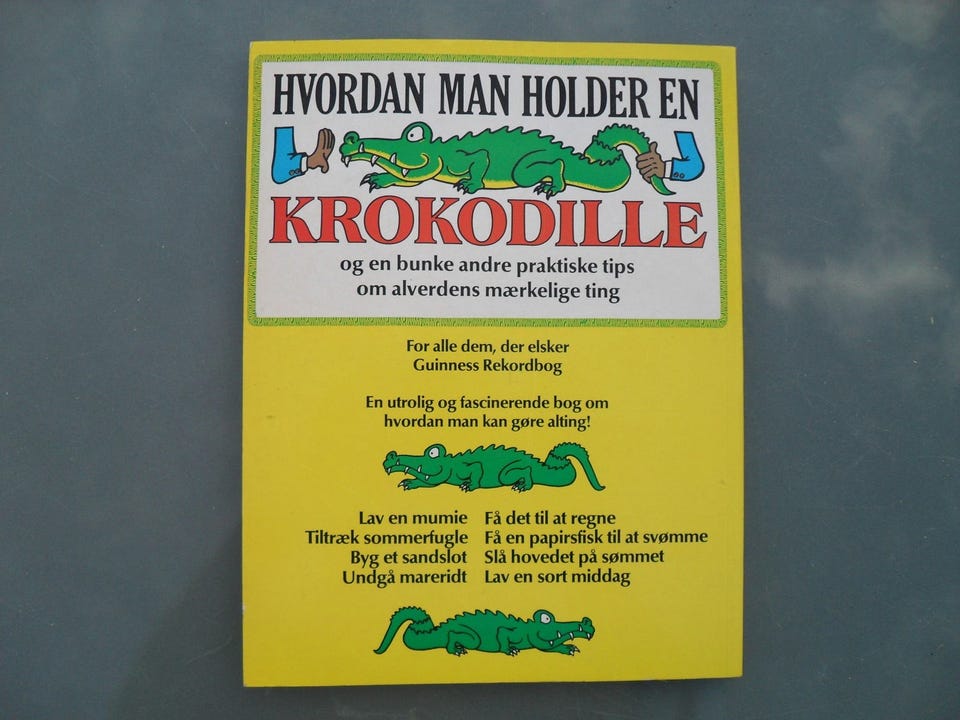 HVORDAN MAN HOLDER EN
KROKODILLE
og en bunke andre praktiske tips
om alverdens mærkelige ting
For alle dem, der elsker
Guinness Rekordbog
En utrolig og fascinerende bog om
hvordan man kan gøre alting!
Lav en mumie
Tiltræk sommerfugle
Byg et sandslot
Undgå mareridt
Få det til at regne
Få en papirsfisk til at svømme
Slå hovedet på sømmet
Lav en sort middag